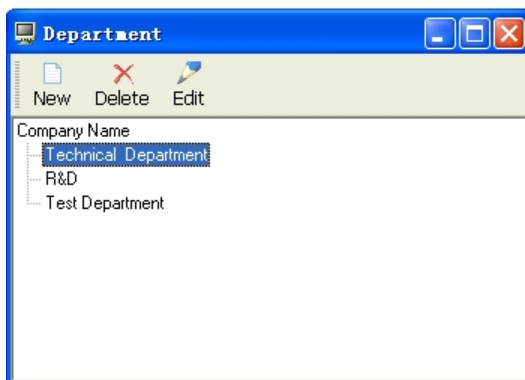 Department
New Delete Edit
Company Name
Technical Department
R&D
Test Department